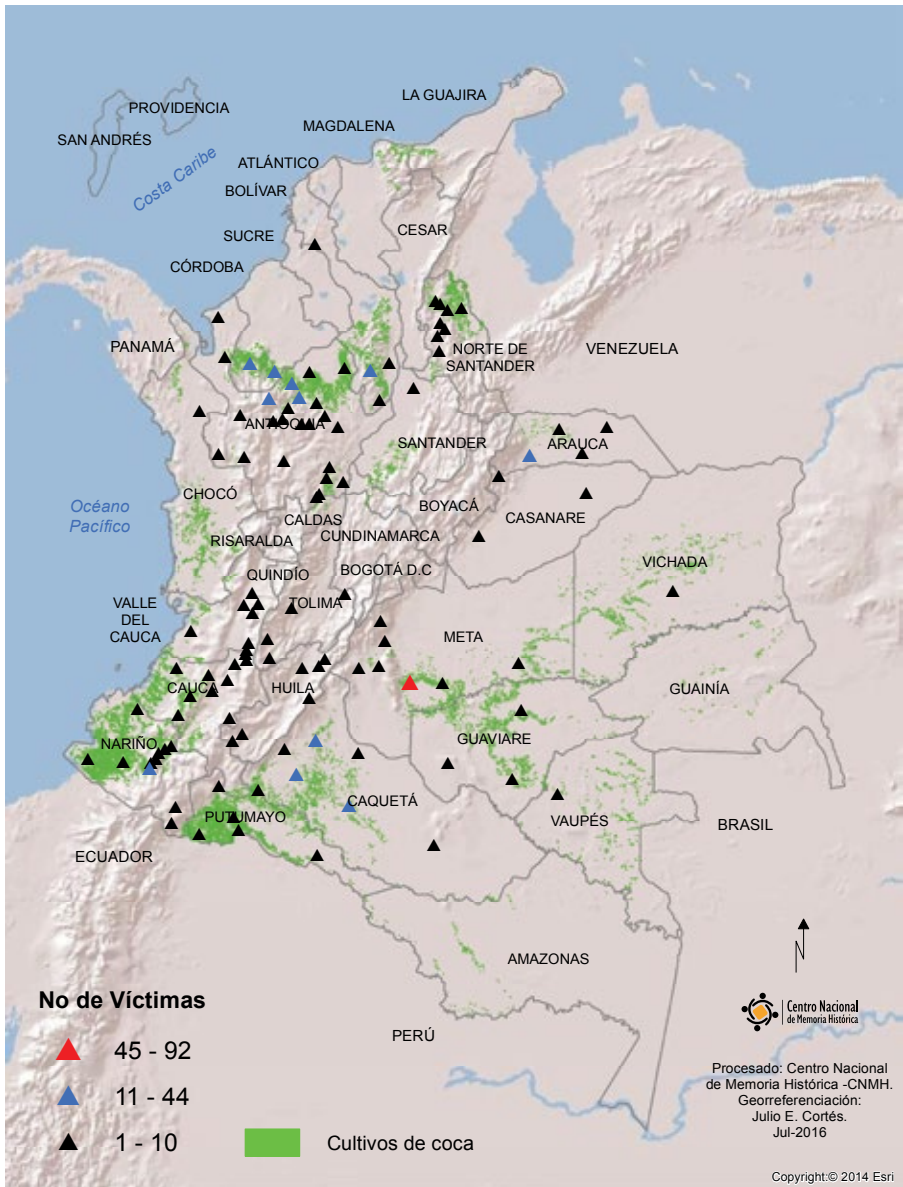 LA GUAJIRA
PROVIDENCIA
MAGDALENA
SAN ANDRÉS
ATLÁNTICO
Costa Caribe
BOLÍVAR
CESAR
SUCRE
CÓRDOBA
PANAMÁ
NORTE DE
SANTANDER
VENEZUELA
ANTIOQUIA
SANTANDER
ARAUCA
CHOCÓ
Océano
Pacífico
BOYACÁ
CASANARE
CALDAS
CUNDINAMARCA
RISARALDA
BOGOTÁ D.C
VICHADA
QUINDÍO
TOLIMA
VALLE
DEL
CAUCA
META
CAUCA
HUILA
GUAINÍA
NARIÑO
GUAVIARE
CAQUETÁ
PUTUMAYO
VAUPÉS
BRASIL
ECUADOR
AMAZONAS
PERÚ
No de Víctimas
45 - 92
11 - 44
1 - 10
Cultivos de coca
Centro Nacional
de Memoria Histórica
Procesado: Centro Nacional
de Memoria Histórica -CNMH.
Georreferenciación:
Julio E. Cortés.
Jul-2016
Copyright:© 2014 Esri